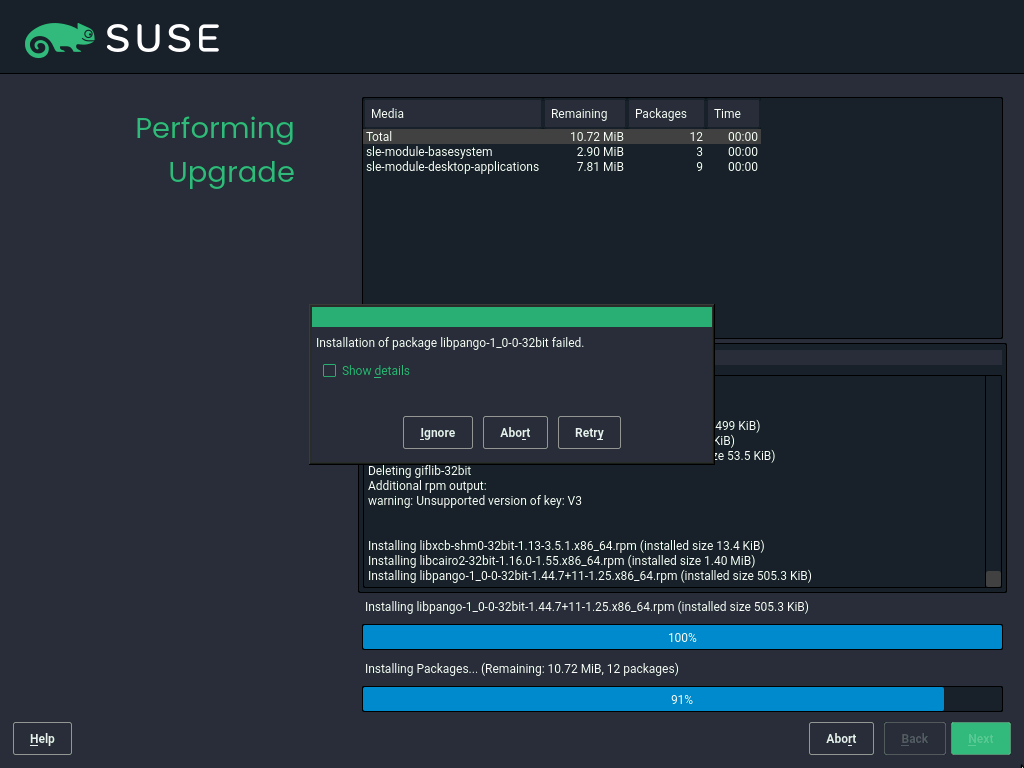 SUSE
Performing
Upgrade
Media Remaining Packages Time
Total 10.72 MiB 12 00:00
sle-module-basesystem 2.90 MiB 3 00:00
sle-module-desktop-applications 7.81 MiB 9 00:00
Installation of package libpango-1_0-0-32bit failed.
Show details
Ignore Abort Retry
499 KiB)
KiB)
ze 53.5 KiB)
Deleting giflib-32bit
Additional rpm output:
warning: Unsupported version of key: V3
Installing libxcb-shm0-32bit-1.13-3.5.1.x86_64.rpm (installed size 13.4 KiB)
Installing libcairo2-32bit-1.16.0-1.55.x86_64.rpm (installed size 1.40 MiB)
Installing libpango-1_0-0-32bit-1.44.7+11-1.25.x86_64.rpm (installed size 505.3 KiB)
Installing libpango-1_0-0-32bit-1.44.7+11-1.25.x86_64.rpm (installed size 505.3 KiB)
100%
Installing Packages... (Remaining: 10.72 MiB, 12 packages)
91%
Help Abort Back Next